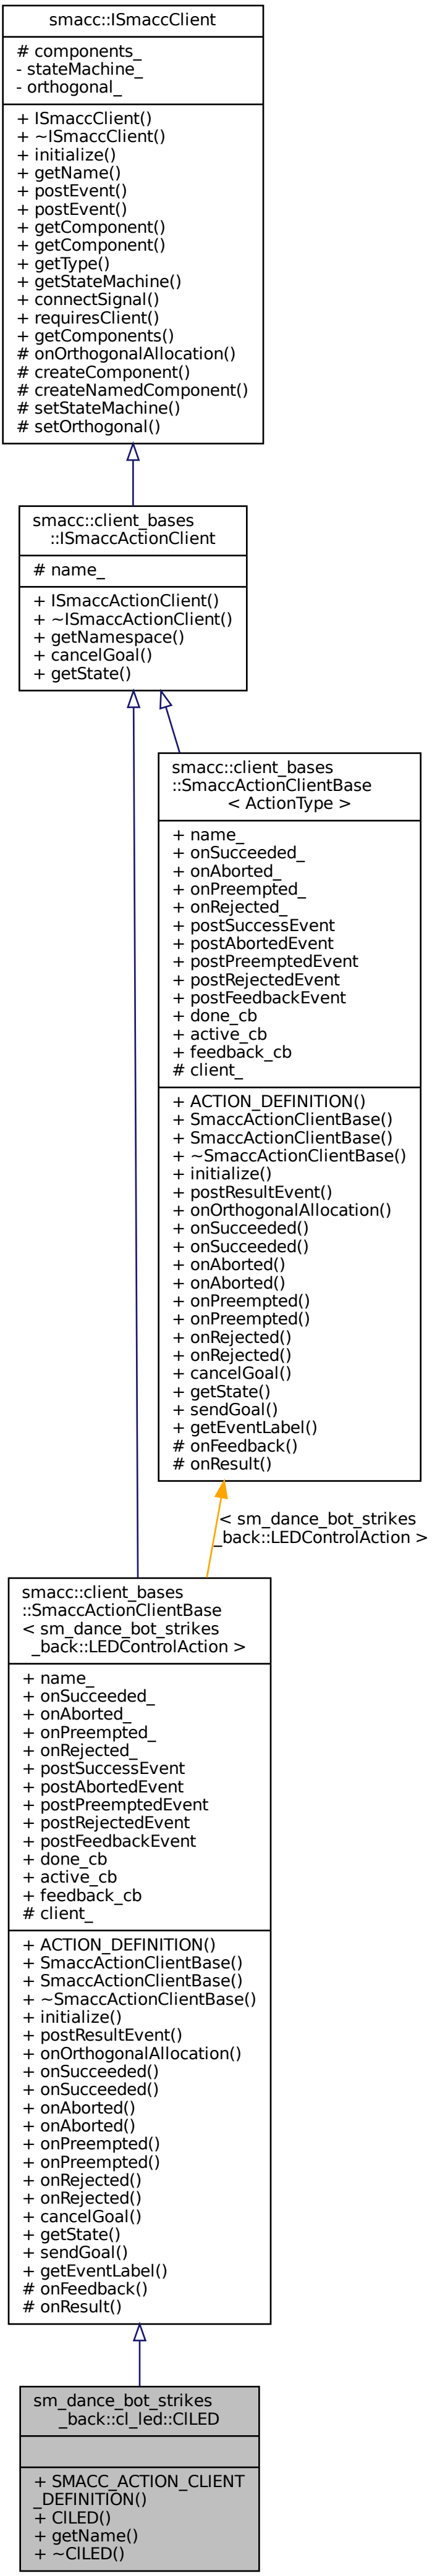 smacc::ISmaccClient
# components_
- stateMachine_
- orthogonal_
+ ISmaccClient()
+ ~ISmaccClient()
+ initialize()
+ getName()
+ postEvent()
+ postEvent()
+ getComponent()
+ getComponent()
+ getType()
+ getStateMachine()
+ connectSignal()
+ requiresClient()
+ getComponents()
# onOrthogonalAllocation()
# createComponent()
# createNamedComponent()
# setStateMachine()
# setOrthogonal()
smacc::client_bases
::ISmaccActionClient
# name_
+ ISmaccActionClient()
+ ~ISmaccActionClient()
+ getNamespace()
+ cancelGoal()
+ getState()
smacc::client_bases
::SmaccActionClientBase
< ActionType >
+ name_
+ onSucceeded_
+ onAborted_
+ onPreempted_
+ onRejected_
+ postSuccessEvent
+ postAbortedEvent
+ postPreemptedEvent
+ postRejectedEvent
+ postFeedbackEvent
+ done_cb
+ active_cb
+ feedback_cb
# client_
+ ACTION_DEFINITION()
+ SmaccActionClientBase()
+ SmaccActionClientBase()
+ ~SmaccActionClientBase()
+ initialize()
+ postResultEvent()
+ onOrthogonalAllocation()
+ onSucceeded()
+ onSucceeded()
+ onAborted()
+ onAborted()
+ onPreempted()
+ onPreempted()
+ onRejected()
+ onRejected()
+ cancelGoal()
+ getState()
+ sendGoal()
+ getEventLabel()
# onFeedback()
# onResult()
< sm_dance_bot_strikes
_back::LEDControlAction >
smacc::client_bases
::SmaccActionClientBase
< sm_dance_bot_strikes
_back::LEDControlAction >
+ name_
+ onSucceeded_
+ onAborted_
+ onPreempted_
+ onRejected_
+ postSuccessEvent
+ postAbortedEvent
+ postPreemptedEvent
+ postRejectedEvent
+ postFeedbackEvent
+ done_cb
+ active_cb
+ feedback_cb
# client_
+ ACTION_DEFINITION()
+ SmaccActionClientBase()
+ SmaccActionClientBase()
+ ~SmaccActionClientBase()
+ initialize()
+ postResultEvent()
+ onOrthogonalAllocation()
+ onSucceeded()
+ onSucceeded()
+ onAborted()
+ onAborted()
+ onPreempted()
+ onPreempted()
+ onRejected()
+ onRejected()
+ cancelGoal()
+ getState()
+ sendGoal()
+ getEventLabel()
# onFeedback()
# onResult()
sm_dance_bot_strikes
_back::cl_led::ClLED
+ SMACC_ACTION_CLIENT
_DEFINITION()
+ ClLED()
+ getName()
+ ~ClLED()